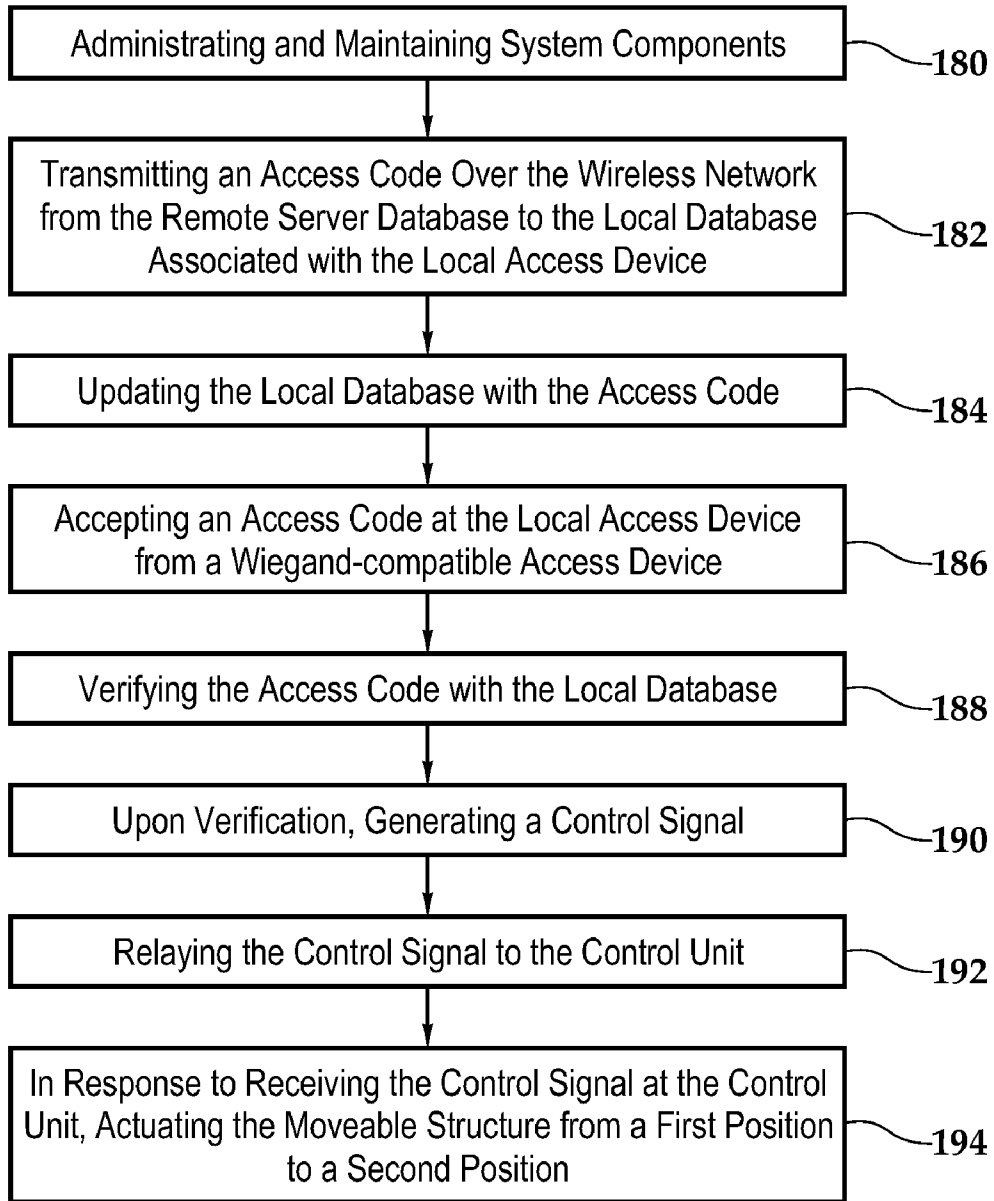 Administrating and Maintaining System Components
180
Transmitting an Access Code Over the Wireless Network
from the Remote Server Database to the Local Database
Associated with the Local Access Device
182
Updating the Local Database with the Access Code
184
Accepting an Access Code at the Local Access Device
from a Wiegand-compatible Access Device
186
Verifying the Access Code with the Local Database
188
Upon Verification, Generating a Control Signal
190
Relaying the Control Signal to the Control Unit
192
In Response to Receiving the Control Signal at the Control
Unit, Actuating the Moveable Structure from a First Position
to a Second Position
194